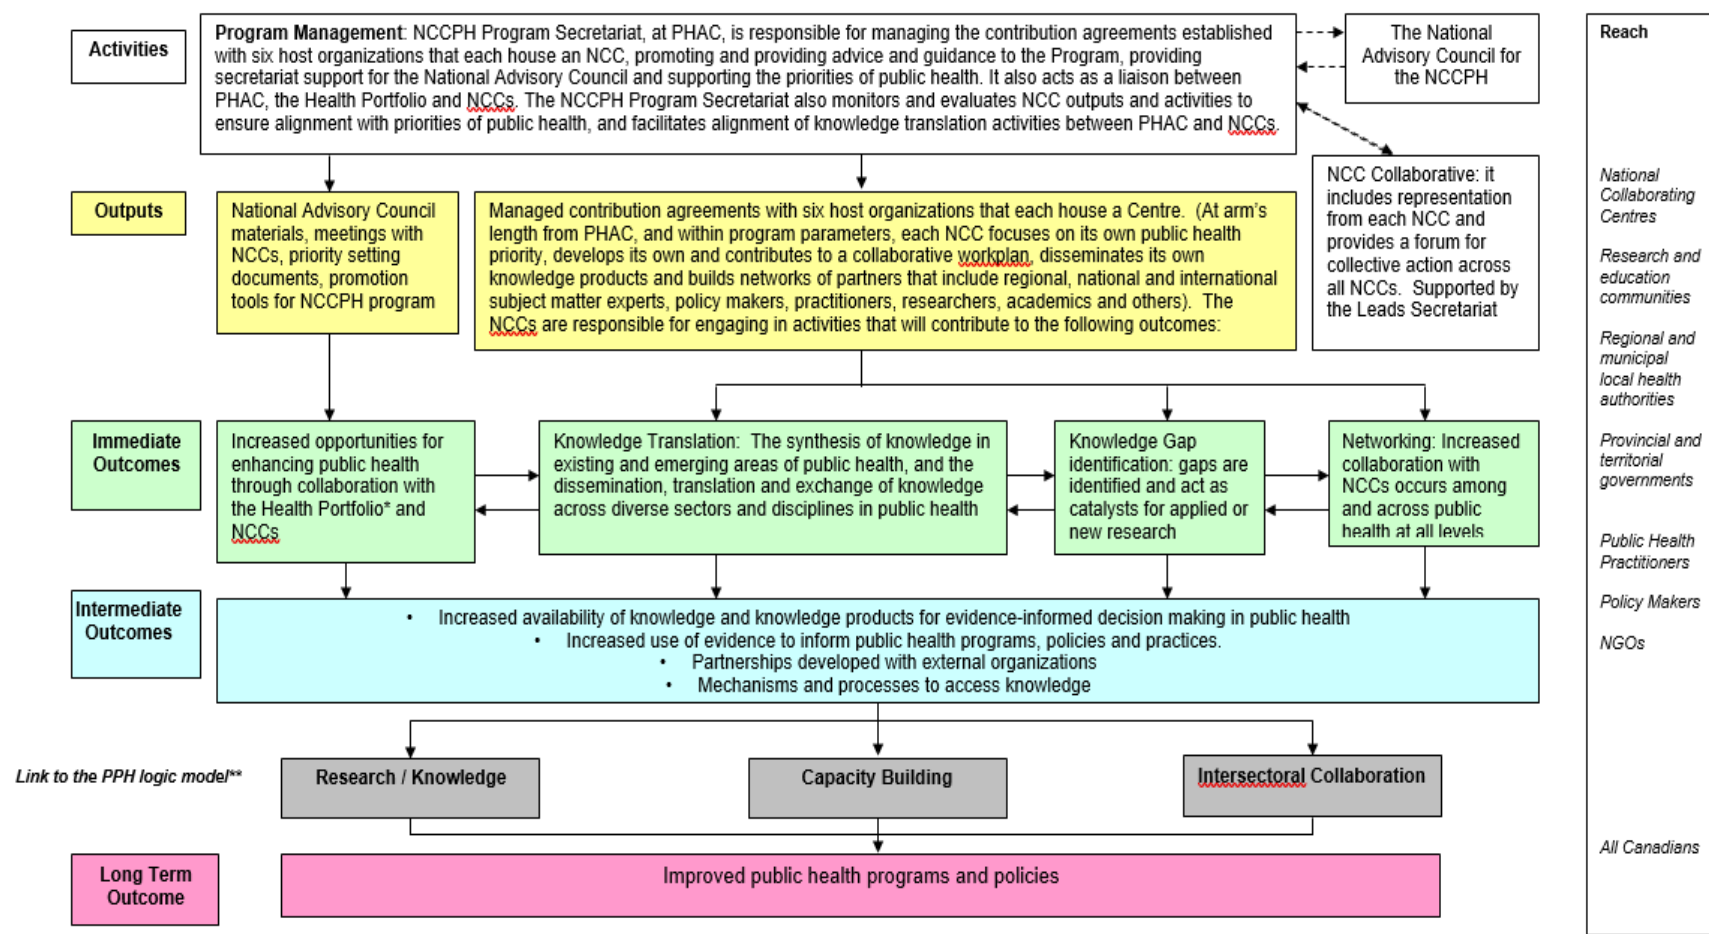 Activities
Program Management: NCCPH Program Secretariat, at PHAC, is responsible for managing the contribution agreements established
with six host organizations that each house an NCC, promoting and providing advice and guidance to the Program, providing
secretariat support for the National Advisory Council and supporting the priorities of public health. It also acts as a liaison between
PHAC, the Health Portfolio and NCCs. The NCCPH Program Secretariat also monitors and evaluates NCC outputs and activities to
ensure alignment with priorities of public health, and facilitates alignment of knowledge translation activities between PHAC and NCCs.
The National
Advisory Council for
the NCCPH
NCC Collaborative: it
includes representation
from each NCC and
provides a forum for
collective action across
all NCCs. Supported by
the Leads Secretariat
Outputs
National Advisory Council
materials, meetings with
NCCs, priority setting
documents, promotion
tools for NCCPH program
Managed contribution agreements with six host organizations that each house a Centre. (At arm's
length from PHAC, and within program parameters, each NCC focuses on its own public health
priority, develops its own and contributes to a collaborative workplan, disseminates its own
knowledge products and builds networks of partners that include regional, national and international
subject matter experts, policy makers, practitioners, researchers, academics and others). The
NCCs are responsible for engaging in activities that will contribute to the following outcomes:
Immediate
Outcomes
Increased opportunities for
enhancing public health
through collaboration with
the Health Portfolio* and
NCCs
Knowledge Translation: The synthesis of knowledge in
existing and emerging areas of public health, and the
dissemination, translation and exchange of knowledge
across diverse sectors and disciplines in public health
Knowledge Gap
identification: gaps are
identified and act as
catalysts for applied or
new research
Networking: Increased
collaboration with
NCCs occurs among
and across public
health at all levels
Intermediate
Outcomes
• Increased availability of knowledge and knowledge products for evidence-informed decision making in public health
• Increased use of evidence to inform public health programs, policies and practices.
• Partnerships developed with external organizations
• Mechanisms and processes to access knowledge
Link to the PPH logic model**
Research / Knowledge
Capacity Building
Intersectoral Collaboration
Long Term
Outcome
Improved public health programs and policies
Reach
National
Collaborating
Centres
Research and
education
communities
Regional and
municipal
local health
authorities
Provincial and
territorial
governments
Public Health
Practitioners
Policy Makers
NGOs
All Canadians